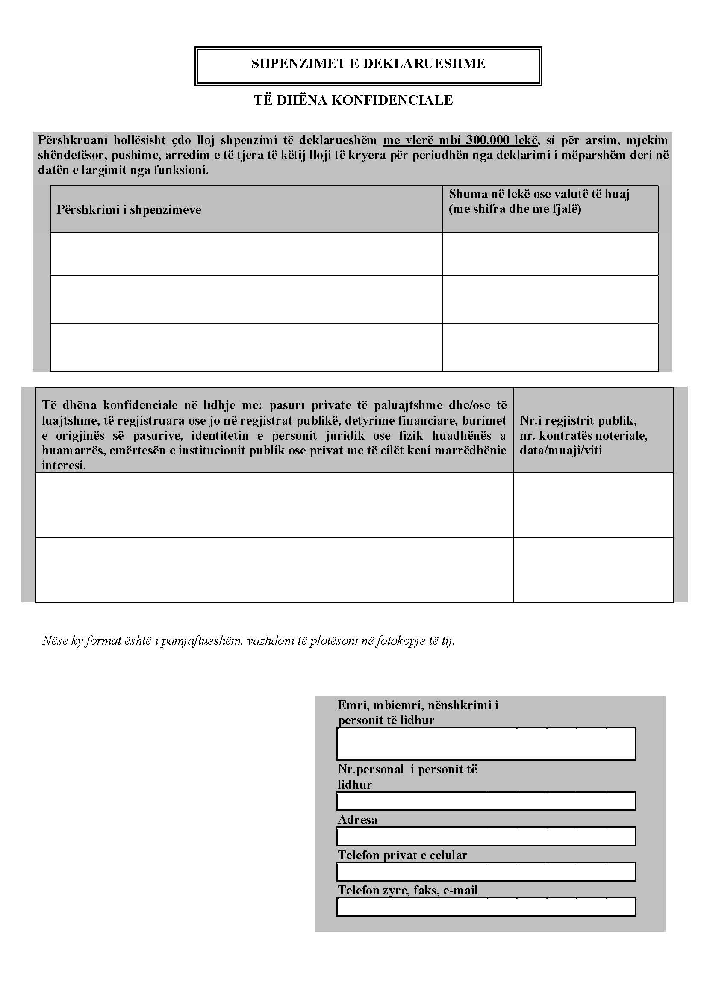 SHPENZIMET E DEKLARUESHME
TË DHËNA KONFIDENCIALE
Përshkruani hollësisht çdo lloj shpenzimi të deklarueshëm me vlerë mbi 300.000 lekë, si për arsim, mjekim
shëndetësor, pushime, arredim e të tjera të këtij lloji të kryera për periudhën nga deklarimi i mëparshëm deri në
datën e largimit nga funksioni.
Përshkrimi i shpenzimeve
Shuma në lekë ose valutë të huaj
(me shifra dhe me fjalë)
Të dhëna konfidenciale në lidhje me: pasuri private të paluajtshme dhe/ose të
luajtshme, të regjistruara ose jo në regjistrat publikë, detyrime financiare, burimet
e origjinës së pasurive, identitetin e personit juridik ose fizik huadhënës a
huamarrës, emërtesën e institucionit publik ose privat me të cilët keni marrëdhënie
interesi.
Nr.i regjistrit publik,
nr. kontratës noteriale,
data/muaji/viti
Nëse ky format është i pamjaftueshëm, vazhdoni të plotësoni në fotokopje të tij.
Emri, mbiemri, nënshkrimi i
personit të lidhur
Nr.personal i personit të
lidhur
Adresa
Telefon privat e celular
Telefon zyre, faks, e-mail